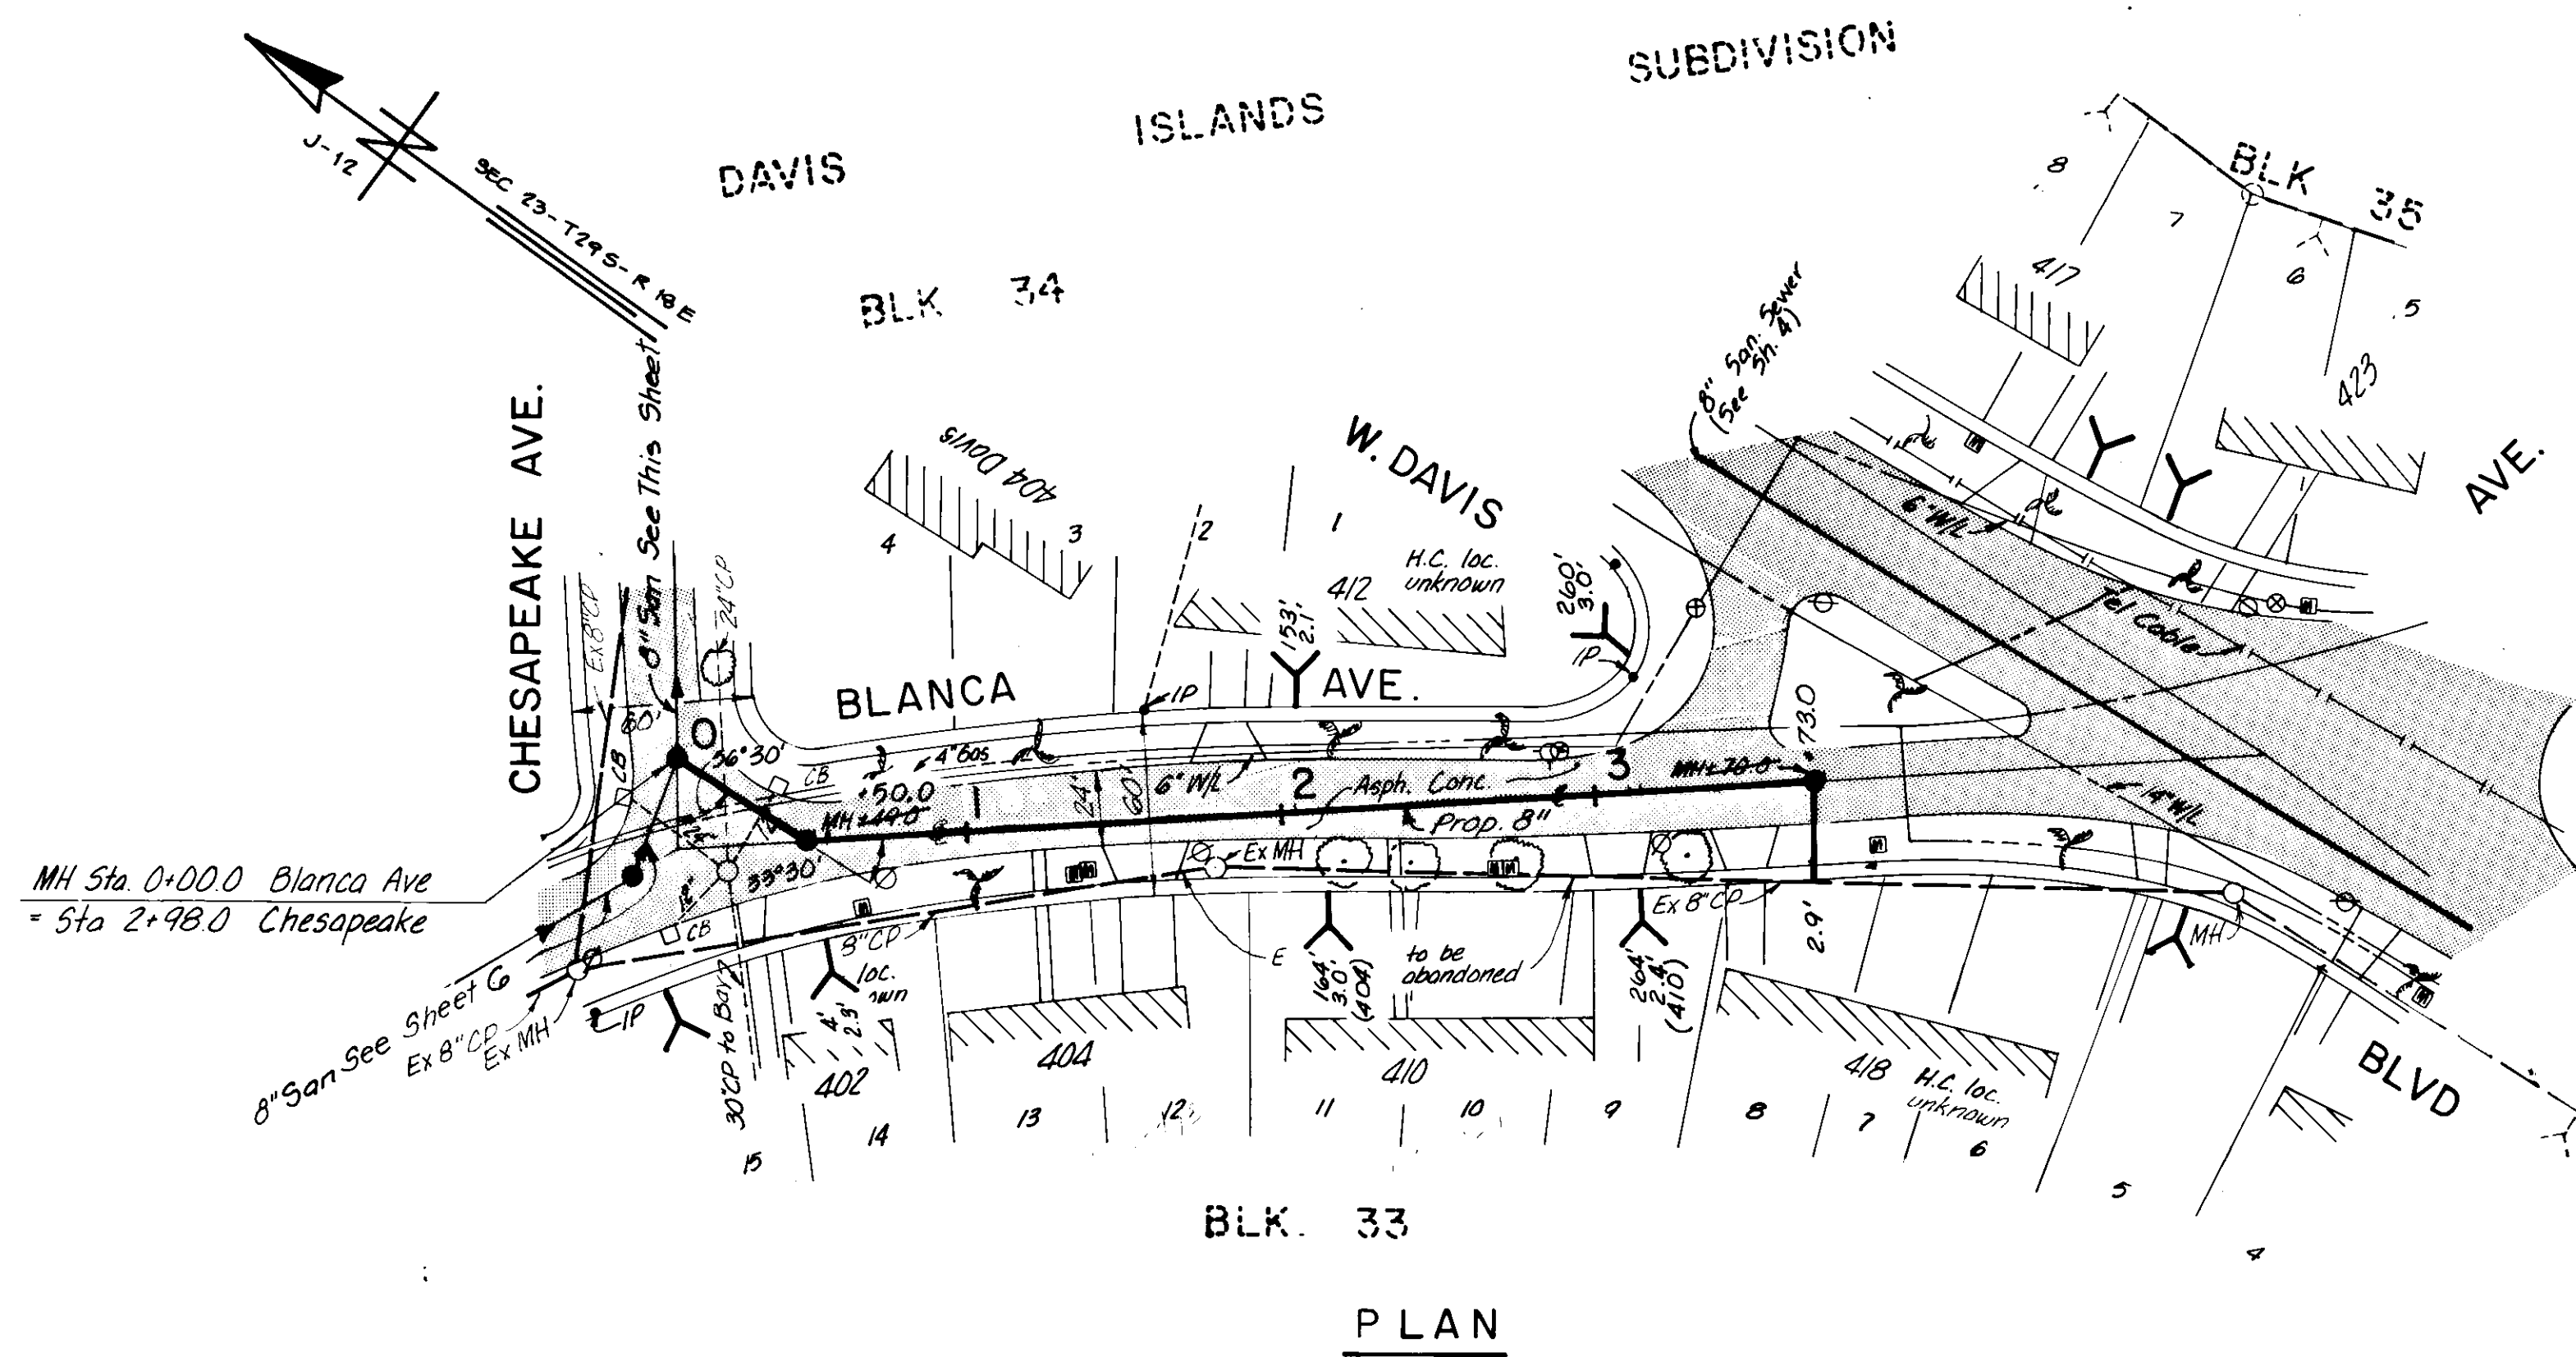 DAVIS ISLANDS SUBDIVISION
J-12
SEC 23-T29S-R 18E
BLK 34
BLK 35
8
7
6
5
417
423
CHESAPEAKE AVE.
8" San See This Sheet
Ex 8" CP
24" CP
404 Davis
4
3
2
1
412
H.C. loc.
unknown
W. DAVIS
BLVD
8" San. Sewer
(See Sh. 4)
6" W/L
Tel Cable
AVE.
BLANCA AVE.
153'
2.1'
260'
3.0'
IP
IP
60'
CB
O
56°30'
CB
4" Gas
+50.0
MH +49.0
1
24'
60'
6" W/L
2
Asph. Conc.
Prop. 8"
3
MH+70.0
+73.0
14" W/L
MH Sta. 0+00.0 Blanca Ave
= Sta 2+98.0 Chesapeake
33°30'
CB
Ex MH
8" CP
E
Ex 8" CP
to be
abandoned
2.9'
MH
164'
3.0'
(404)
264'
2.4'
(410)
8" San See Sheet 6
Ex 8" CP
Ex MH
IP
30" CP to Bay
loc.
4'
2.3'
402
404
410
418
H.C. loc.
unknown
15
14
13
12
11
10
9
8
7
6
5
4
BLK. 33
PLAN